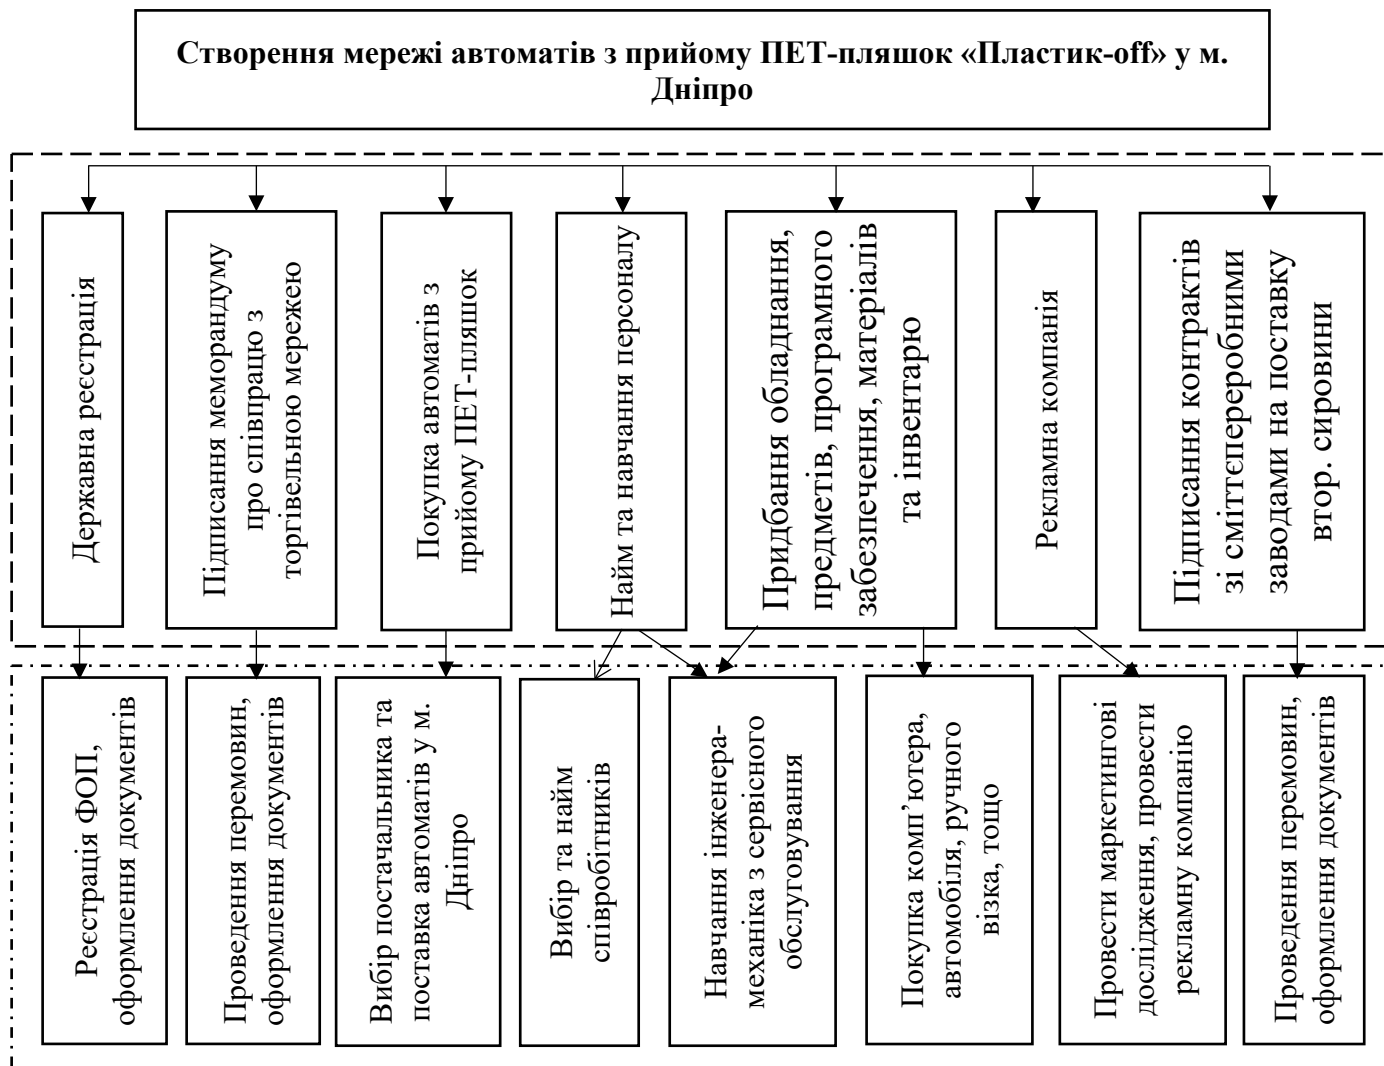 Створення мережі автоматів з прийому ПЕТ-пляшок «Пластик-off» у м.
Дніпро
Державна реєстрація
Підписання меморандуму
про співпрацю з
торгівельною мережею
Покупка автоматів з
прийому ПЕТ-пляшок
Найм та навчання персоналу
Придбання обладнання,
предметів, програмного
забезпечення, матеріалів
та інвентарю
Рекламна компанія
Підписання контрактів
зі сміттєпереробними
заводами на поставку
втор. сировини
Реєстрація ФОП,
оформлення документів
Проведення перемовин,
оформлення документів
Вибір постачальника та
поставка автоматів у м.
Дніпро
Вибір та найм
співробітників
Навчання інженера-
механіка з сервісного
обслуговування
Покупка комп’ютера,
автомобіля, ручного
візка, тощо
Провести маркетингові
дослідження, провести
рекламну компанію
Проведення перемовин,
оформлення документів